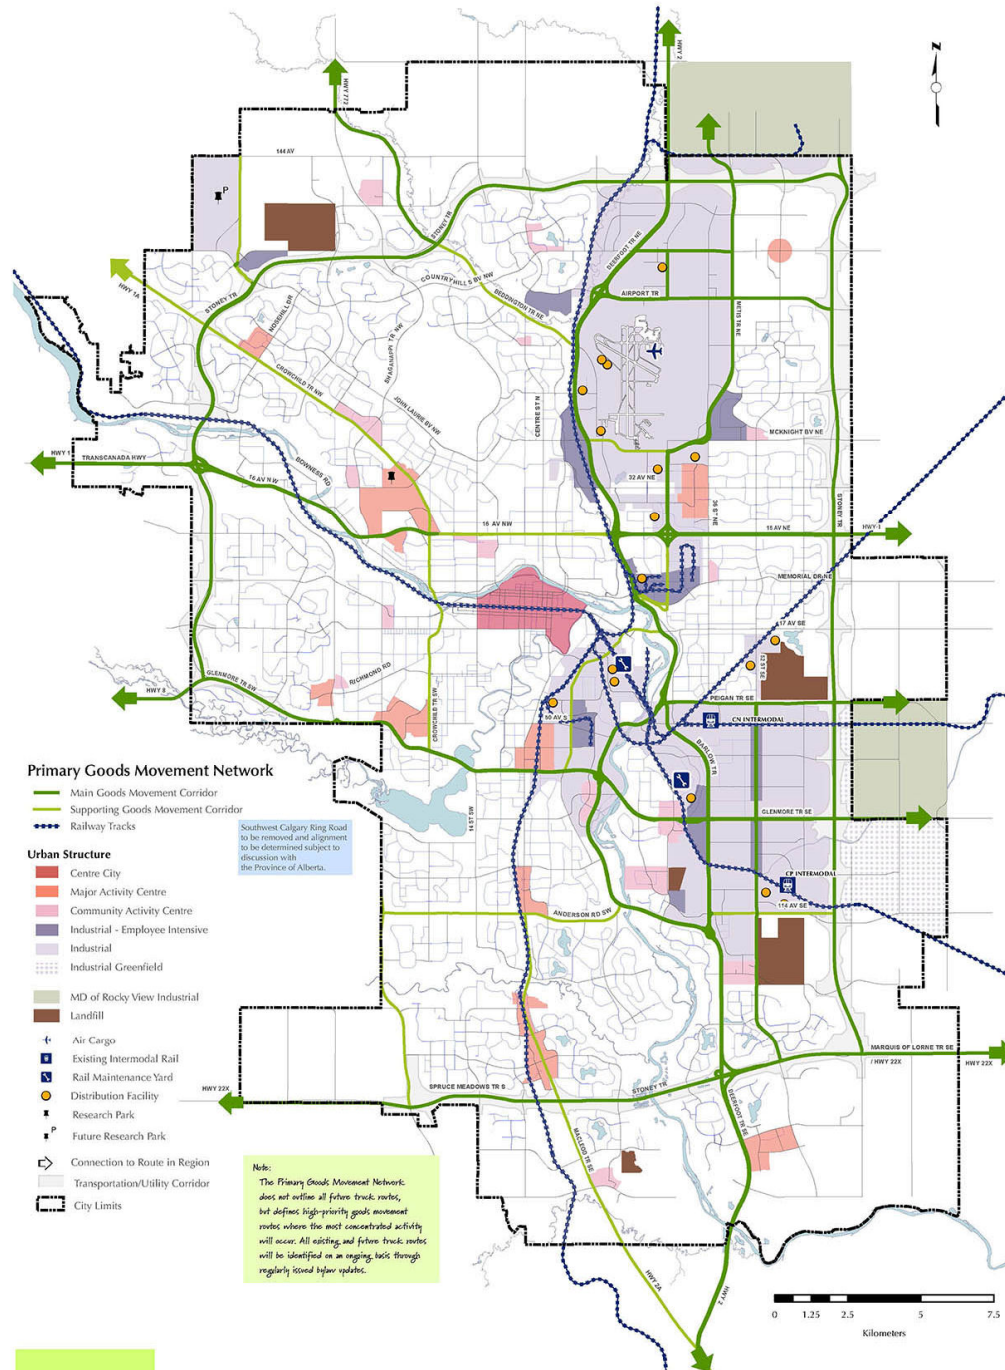 N
HWY 2
HWY 772
144 AV
P
STONEY TR
DEERFOOT TR NE
COUNTRY HILLS BV NW
BEDDINGTON TR NE
AIRPORT TR
METIS TR NE
HWY 1A
STONEY TR
NOSEHILL DR
SHAGANAPPI TR NW
CROWCHILD TR NW
JOHN LAURIE BV NW
CENTRE ST N
MCKNIGHT BV NE
HWY 1
TRANSCANADA HWY
BOWNESS RD
16 AV NW
32 AV NE
36 ST NE
STONEY TR
16 AV NW
16 AV NE
HWY 1
MEMORIAL DR NE
17 AV SE
52 ST SE
RICHMOND RD
GLENMORE TR SW
HWY 8
CROWCHILD TR SW
50 AV S
PEIGAN TR SE
CN INTERMODAL
BARLOW TR
14 ST SW
GLENMORE TR SE
CP INTERMODAL
114 AV SE
ANDERSON RD SW
MARQUIS OF LORNE TR SE
/ HWY 22X
HWY 22X
HWY 22X
SPRUCE MEADOWS TR S
STONEY TR
DEERFOOT TR SE
MACLEOD TR SE
HWY 2A
HWY 2
Primary Goods Movement Network
Main Goods Movement Corridor
Supporting Goods Movement Corridor
Railway Tracks
Southwest Calgary Ring Road
to be removed and alignment
to be determined subject to
discussion with
the Province of Alberta.
Urban Structure
Centre City
Major Activity Centre
Community Activity Centre
Industrial - Employee Intensive
Industrial
Industrial Greenfield
MD of Rocky View Industrial
Landfill
Air Cargo
Existing Intermodal Rail
Rail Maintenance Yard
Distribution Facility
Research Park
P
Future Research Park
Connection to Route in Region
Transportation/Utility Corridor
City Limits
Note:
The Primary Goods Movement Network
does not outline all future truck routes,
but defines high-priority goods movement
routes where the most concentrated activity
will occur. All existing and future truck routes
will be identified on an ongoing basis through
regularly issued bylaw updates.
0 1.25 2.5 5 7.5
Kilometers